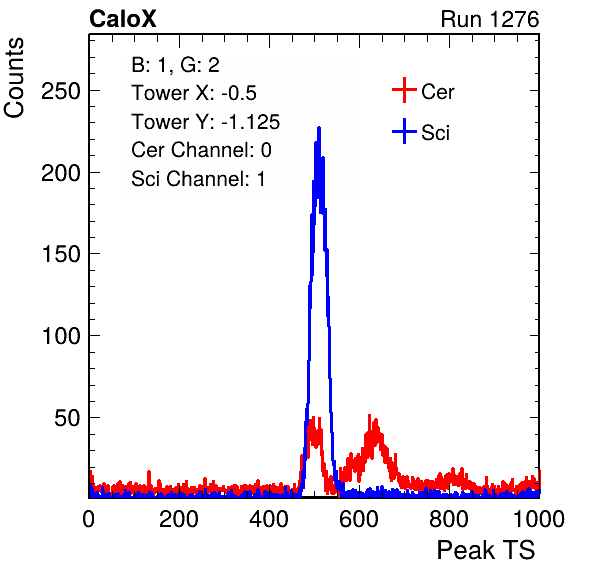 CaloX Run 1276
Counts
B: 1, G: 2
Tower X: -0.5
Tower Y: -1.125
Cer Channel: 0
Sci Channel: 1
Cer
Sci
250
200
150
100
50
0 200 400 600 800 1000
Peak TS